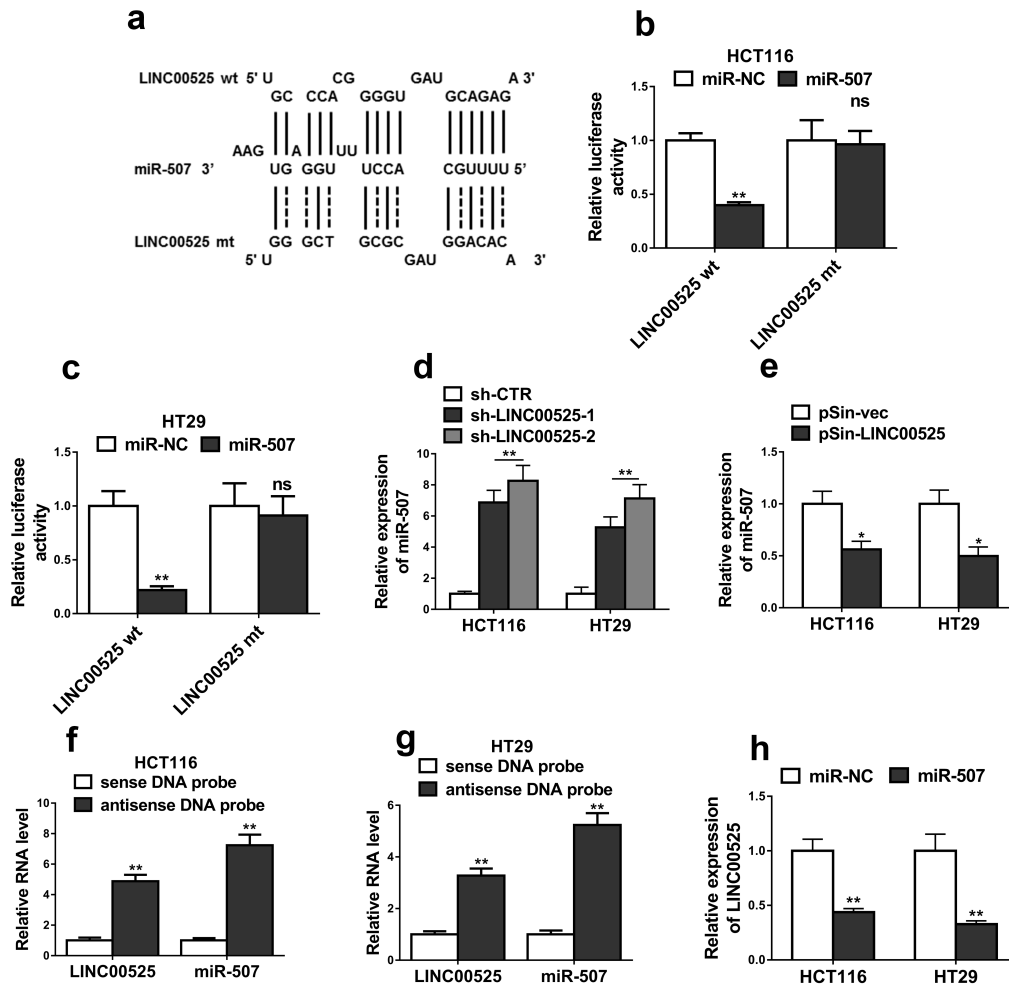 a
LINC00525 wt 5' U CG GAU A 3'
GC CCA GGGU GCAGAG
AAG A UU
miR-507 3' UG GGU UCCA CGUUUU 5'
LINC00525 mt GG GCT GCGC GGACAC
5' U GAU A 3'
b
HCT116
miR-NC miR-507
Relative luciferase
activity
1.5
1.0
0.5
0.0
**
ns
LINC00525 wt
LINC00525 mt
c
HT29
miR-NC miR-507
Relative luciferase
activity
1.5
1.0
0.5
0.0
**
ns
LINC00525 wt
LINC00525 mt
d
sh-CTR
sh-LINC00525-1
sh-LINC00525-2
Relative expression
of miR-507
10
8
6
4
2
0
**
**
HCT116 HT29
e
pSin-vec
pSin-LINC00525
Relative expression
of miR-507
1.5
1.0
0.5
0.0
*
*
HCT116 HT29
f
HCT116
sense DNA probe
antisense DNA probe
Relative RNA level
10
8
6
4
2
0
**
**
LINC00525 miR-507
g
HT29
sense DNA probe
antisense DNA probe
Relative RNA level
6
4
2
0
**
**
LINC00525 miR-507
h
miR-NC miR-507
Relative expression
of LINC00525
1.5
1.0
0.5
0.0
**
**
HCT116 HT29